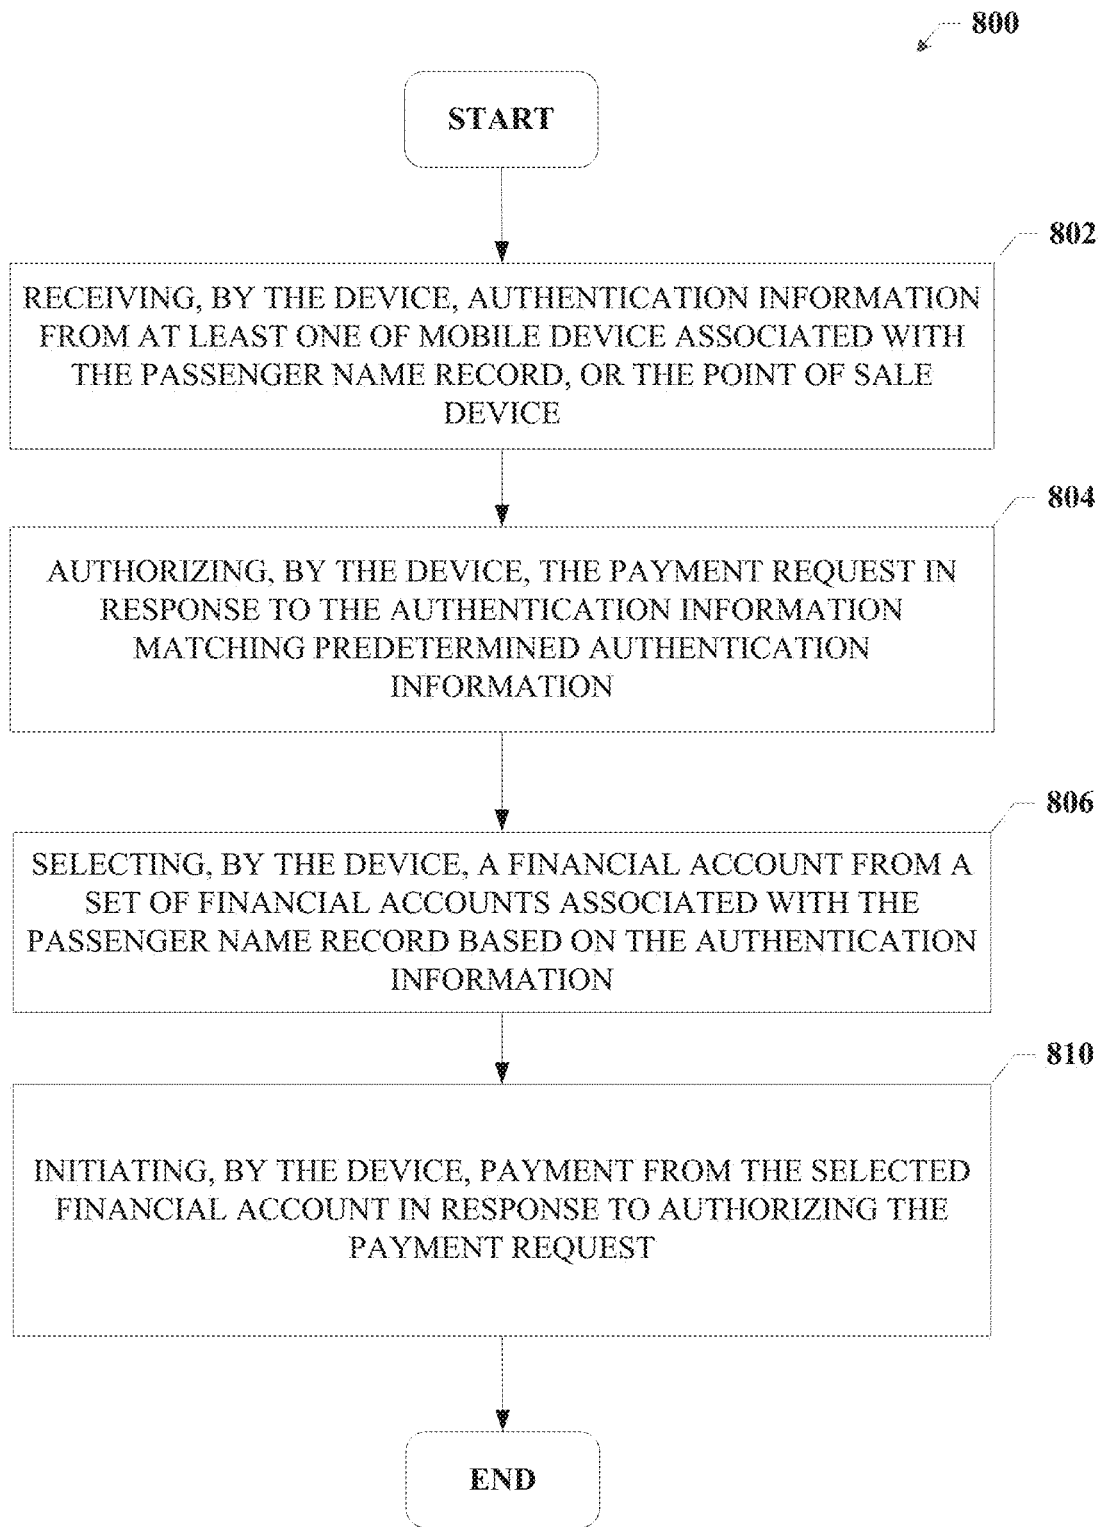 800
START
802
RECEIVING, BY THE DEVICE, AUTHENTICATION INFORMATION
FROM AT LEAST ONE OF MOBILE DEVICE ASSOCIATED WITH
THE PASSENGER NAME RECORD, OR THE POINT OF SALE
DEVICE
804
AUTHORIZING, BY THE DEVICE, THE PAYMENT REQUEST IN
RESPONSE TO THE AUTHENTICATION INFORMATION
MATCHING PREDETERMINED AUTHENTICATION
INFORMATION
806
SELECTING, BY THE DEVICE, A FINANCIAL ACCOUNT FROM A
SET OF FINANCIAL ACCOUNTS ASSOCIATED WITH THE
PASSENGER NAME RECORD BASED ON THE AUTHENTICATION
INFORMATION
810
INITIATING, BY THE DEVICE, PAYMENT FROM THE SELECTED
FINANCIAL ACCOUNT IN RESPONSE TO AUTHORIZING THE
PAYMENT REQUEST
END